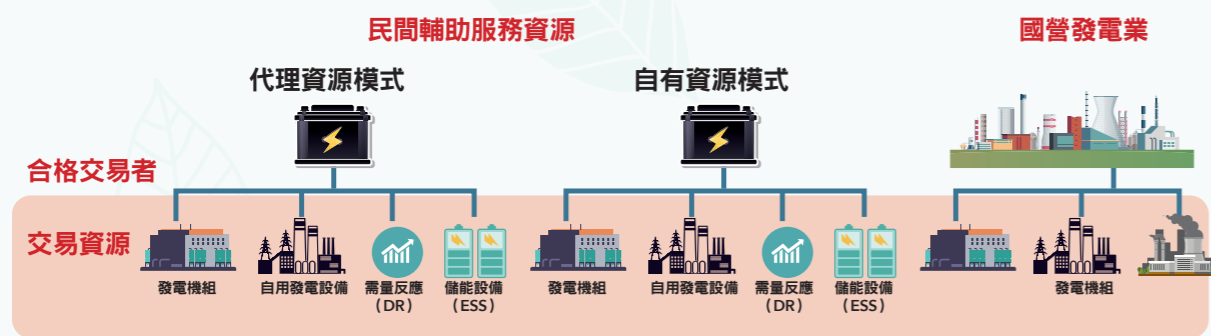 民間輔助服務資源
國營發電業
代理資源模式
自有資源模式
合格交易者
交易資源
發電機組
自用發電設備
需量反應
(DR)
儲能設備
(ESS)
發電機組
自用發電設備
需量反應
(DR)
儲能設備
(ESS)
發電機組